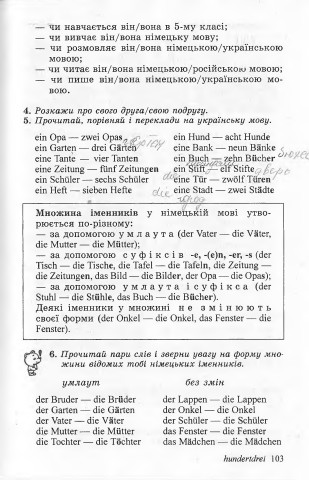 — чи навчається він/вона в 5-му класі;
— чи вивчає він/вона німецьку мову;
— чи розмовляє він/вона німецькою/українською
мовою;
— чи читає він/вона німецькою/російською мовою;
— чи пише він/вона німецькою/українською мо-
вою.
4. Розкажи про свого друга/свою подругу.
5. Прочитай, порівняй і переклади на українську мову.
ein Opa — zwei Opas ein Hund — acht Hunde
ein Garten — drei Gärten eine Bank — neun Bänke
eine Tante — vier Tanten ein Buch — zehn Bücher
eine Zeitung — fünf Zeitungen ein Stift — elf Stifte
ein Schüler — sechs Schüler eine Tür — zwölf Türen
ein Heft — sieben Hefte eine Stadt — zwei Städte
Множина іменників у німецькій мові утво-
рюється по-різному:
— за допомогою умлаута (der Vater — die Väter,
die Mutter — die Mütter);
— за допомогою суфіксів -e, -(e)n, -er, -s (der
Tisch — die Tische, die Tafel — die Tafeln, die Zeitung —
die Zeitungen, das Bild — die Bilder, der Opa — die Opas);
— за допомогою умлаута і суфікса (der
Stuhl — die Stühle, das Buch — die Bücher).
Деякі іменники у множині не змінюють
своєї форми (der Onkel — die Onkel, das Fenster — die
Fenster).
6. Прочитай пари слів і зверни увагу на форму мно-
жини відомих тобі німецьких іменників.
умлаут без змін
der Bruder — die Brüder der Lappen — die Lappen
der Garten — die Gärten der Onkel — die Onkel
der Vater — die Väter der Schüler — die Schüler
die Mutter — die Mütter das Fenster — die Fenster
die Tochter — die Töchter das Mädchen — die Mädchen
hundertdrei 103